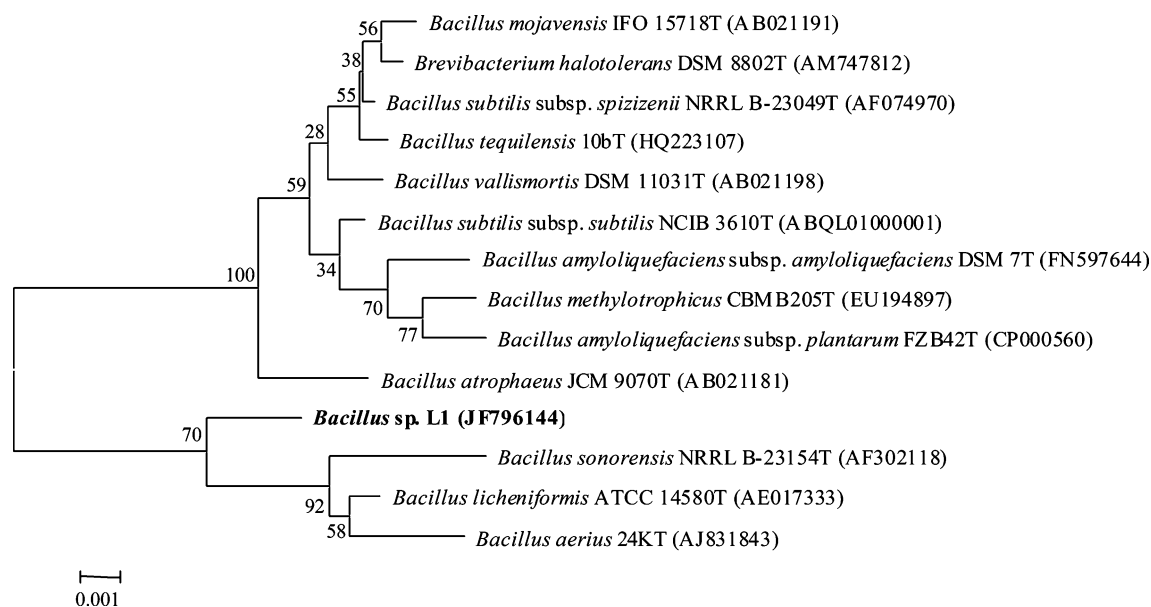 56
Bacillus mojavensis IFO 15718T (AB021191)
38
Brevibacterium halotolerans DSM 8802T (AM747812)
55
Bacillus subtilis subsp. spizizenii NRRL B-23049T (AF074970)
28
Bacillus tequilensis 10bT (HQ223107)
59
Bacillus vallismortis DSM 11031T (AB021198)
Bacillus subtilis subsp. subtilis NCIB 3610T (ABQL01000001)
34
100
Bacillus amyloliquefaciens subsp. amyloliquefaciens DSM 7T (FN597644)
70
Bacillus methylotrophicus CBMB205T (EU194897)
77
Bacillus amyloliquefaciens subsp. plantarum FZB42T (CP000560)
Bacillus atrophaeus JCM 9070T (AB021181)
70
Bacillus sp. L1 (JF796144)
Bacillus sonorensis NRRL B-23154T (AF302118)
92
Bacillus licheniformis ATCC 14580T (AE017333)
58
Bacillus aerius 24KT (AJ831843)
0.001